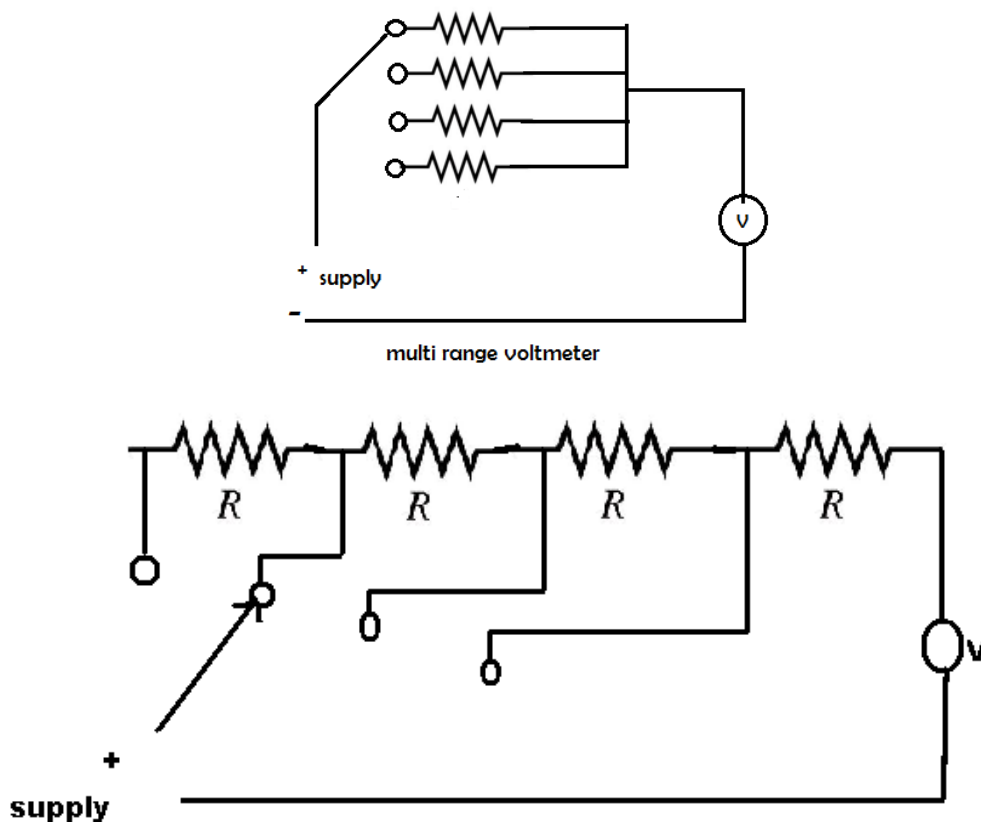 V
+ supply
-
multi range voltmeter
R R R R
V
+
supply